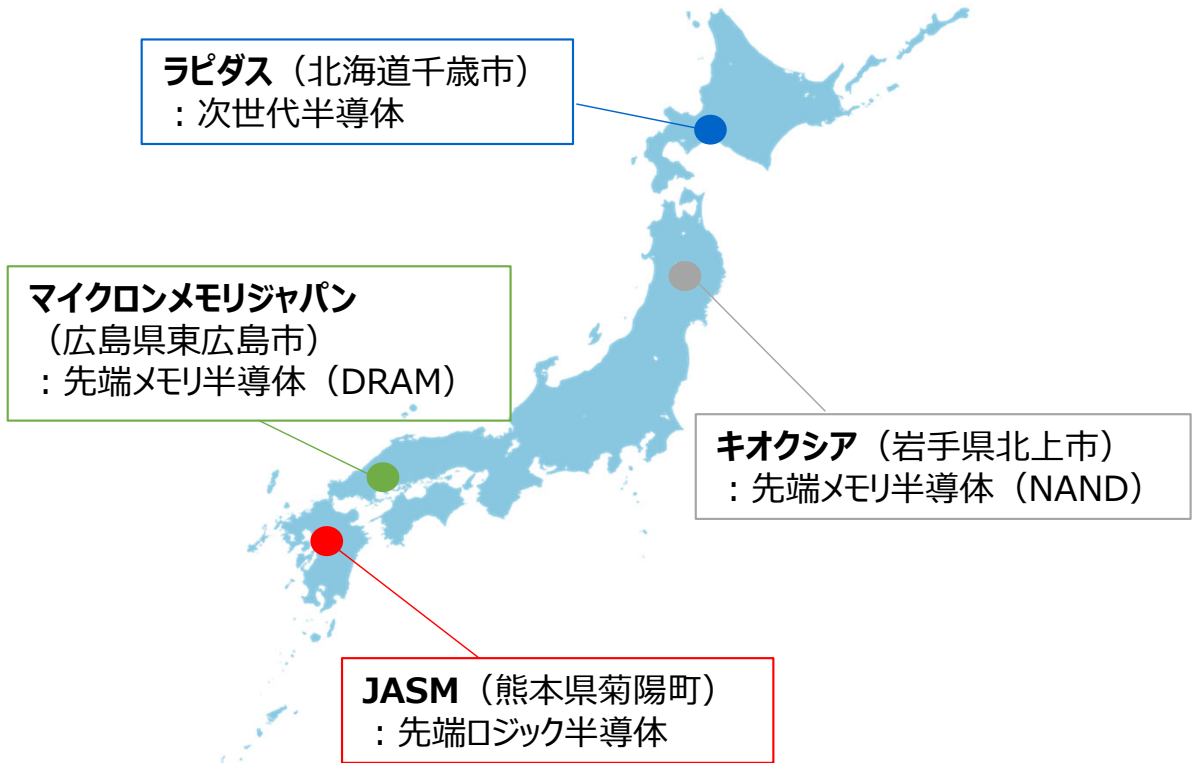 ラピダス（北海道千歳市）
：次世代半導体
マイクロンメモリジャパン
（広島県東広島市）
：先端メモリ半導体（DRAM）
キオクシア（岩手県北上市）
：先端メモリ半導体（NAND）
JASM（熊本県菊陽町）
：先端ロジック半導体